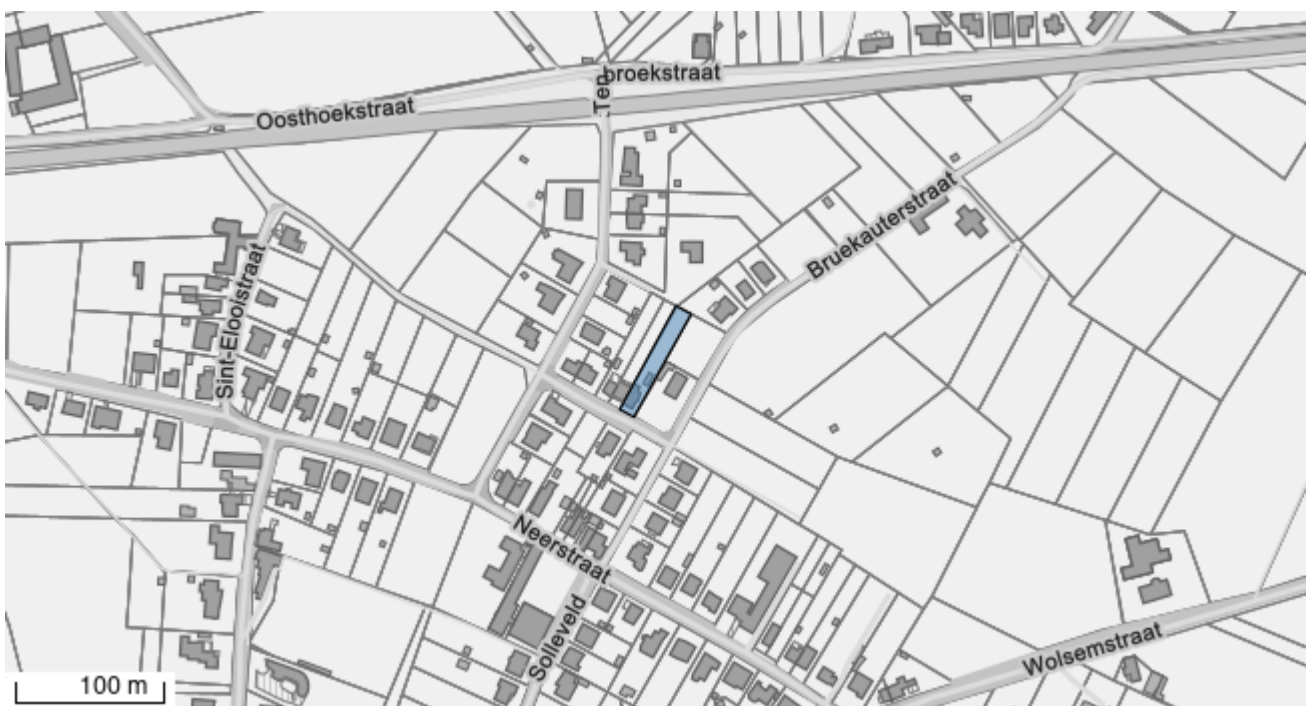 broekstraat
Ten
Oosthoekstraat
Bruekauterstraat
Sint-Elooistraat
Neerstraat
Solleveld
Wolsemstraat
100 m